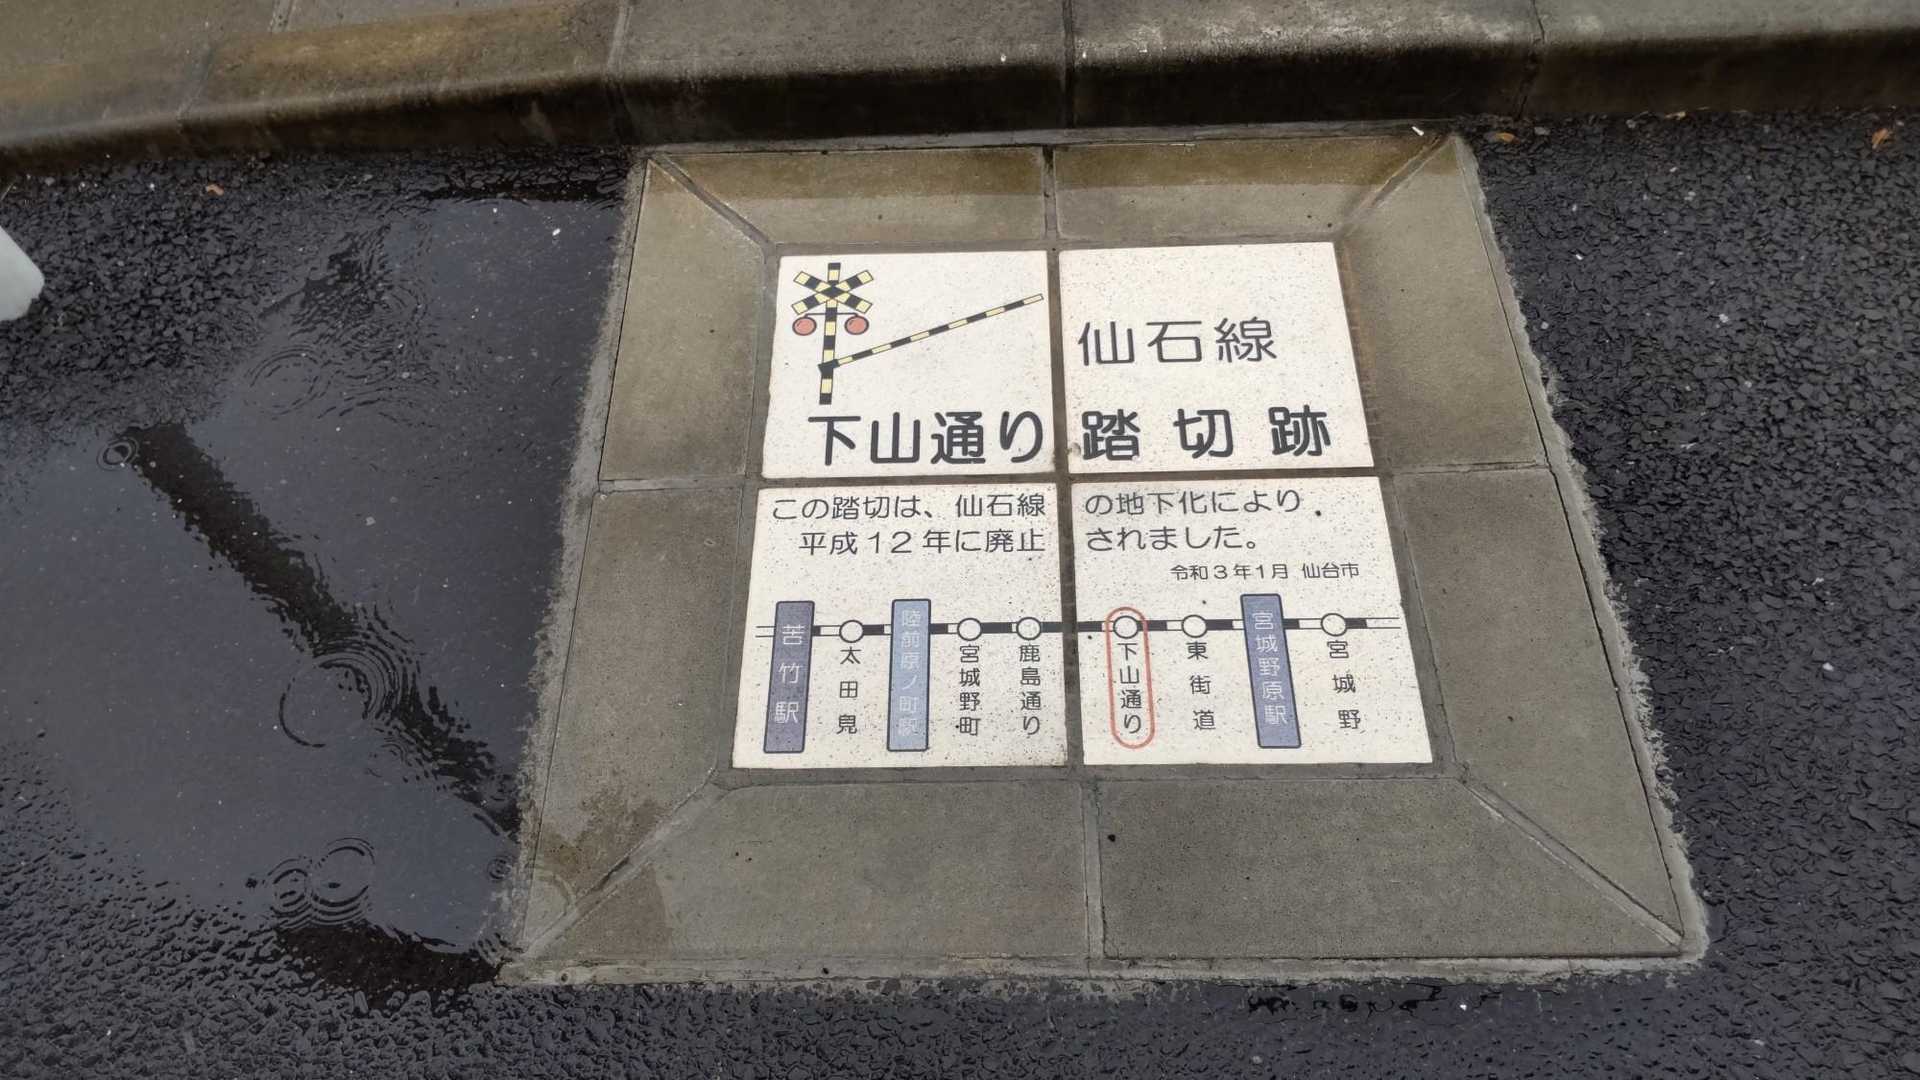 仙石線
下山通り踏切跡
この踏切は、仙石線の地下化により
平成12年に廃止されました。
令和3年1月 仙台市
苦竹駅
太田見
陸前原ノ町駅
宮城野町
鹿島通り
下山通り
東街道
宮城野原駅
宮城野